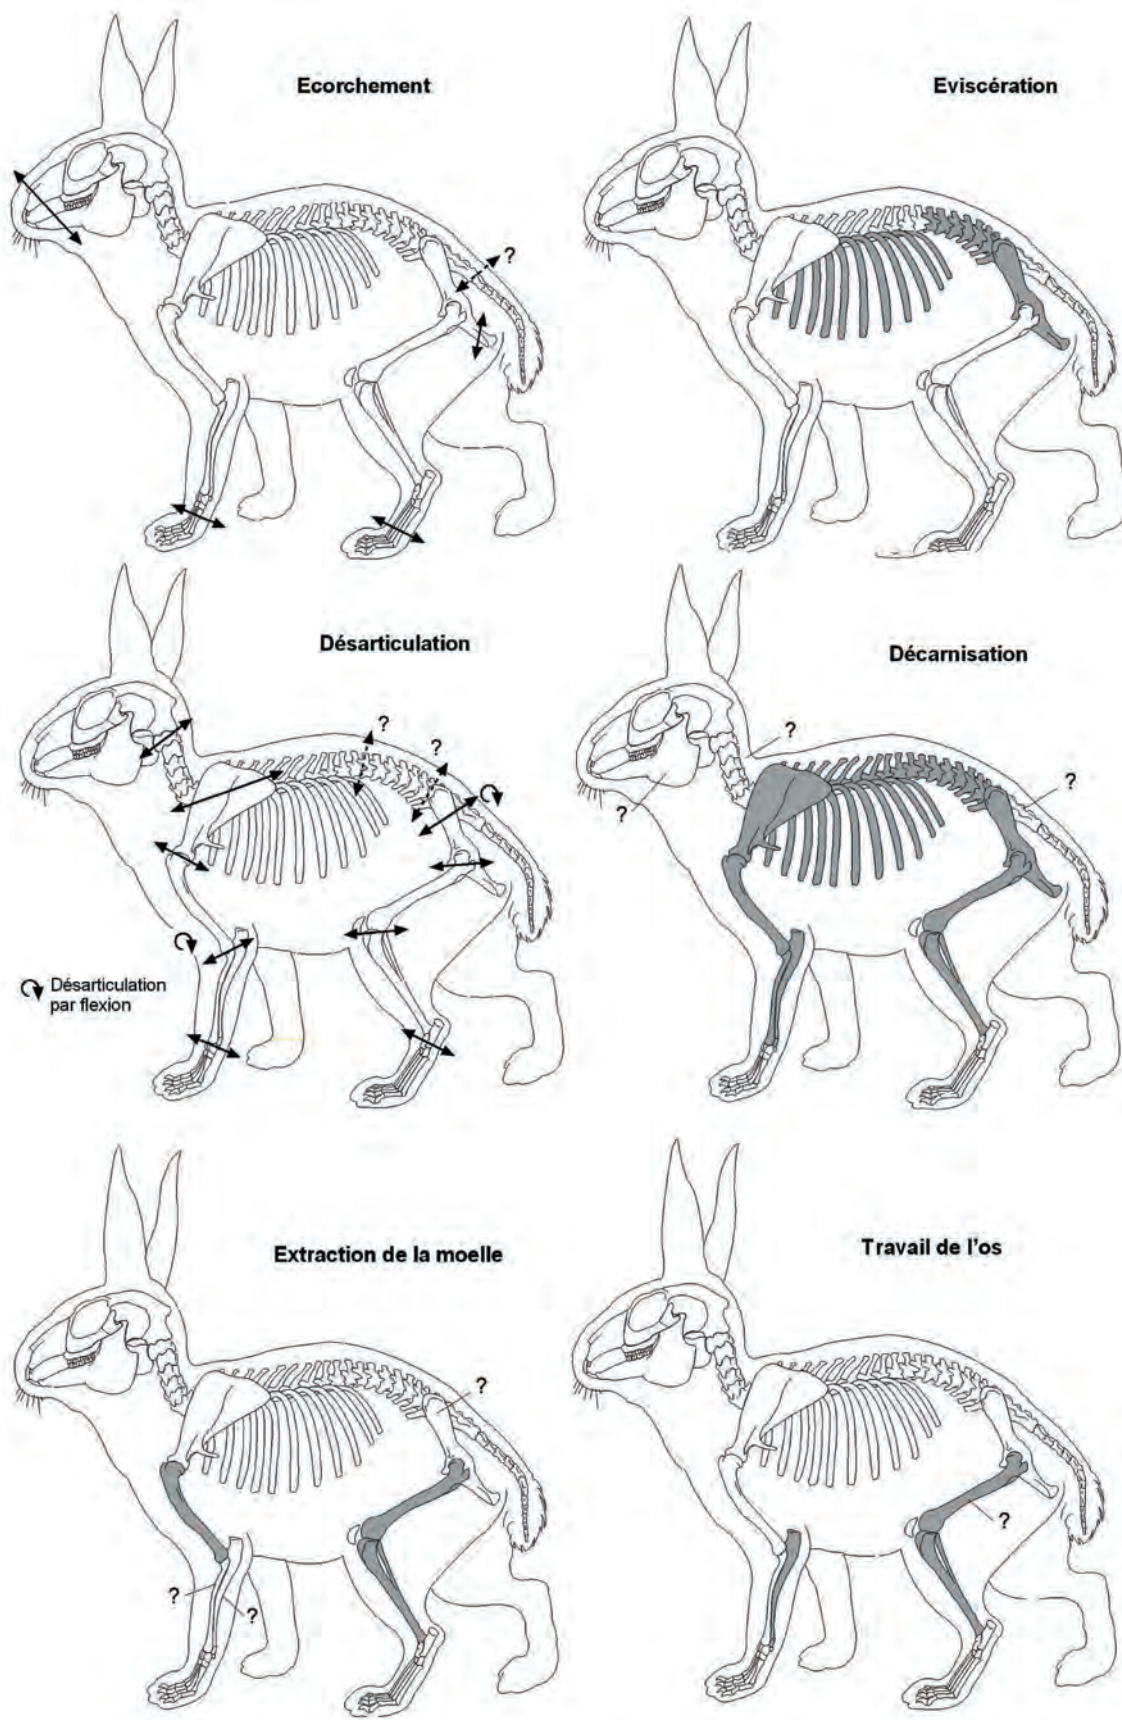 Ecorchement
Eviscération
?
Désarticulation
Décarnisation
?
?
?
?
?
Désarticulation
par flexion
Extraction de la moelle
Travail de l'os
?
?
?
?